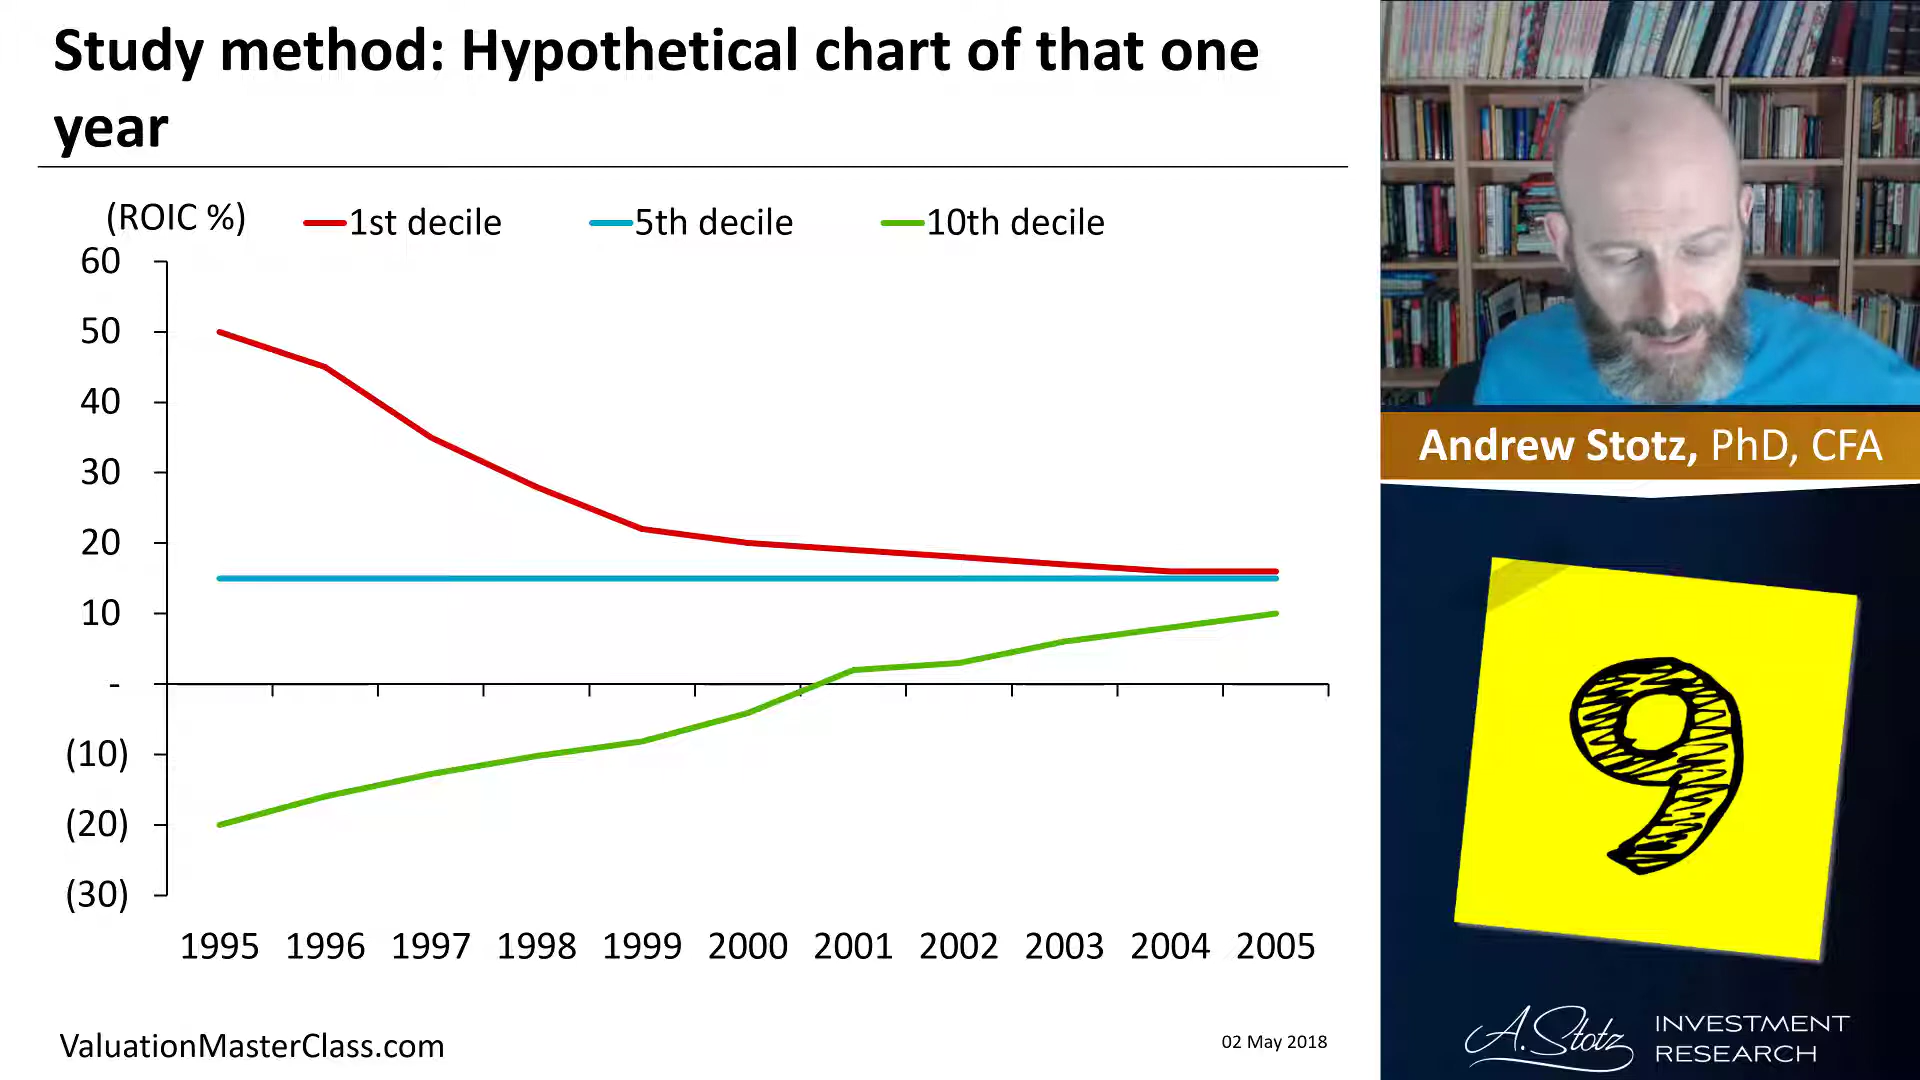 Study method: Hypothetical chart of that one
year
(ROIC %)
1st decile
5th decile
10th decile
60
50
40
30
20
10
-
(10)
(20)
(30)
1995 1996 1997 1998 1999 2000 2001 2002 2003 2004 2005
ValuationMasterClass.com
02 May 2018
Andrew Stotz, PhD, CFA
9
A. Stotz
INVESTMENT
RESEARCH